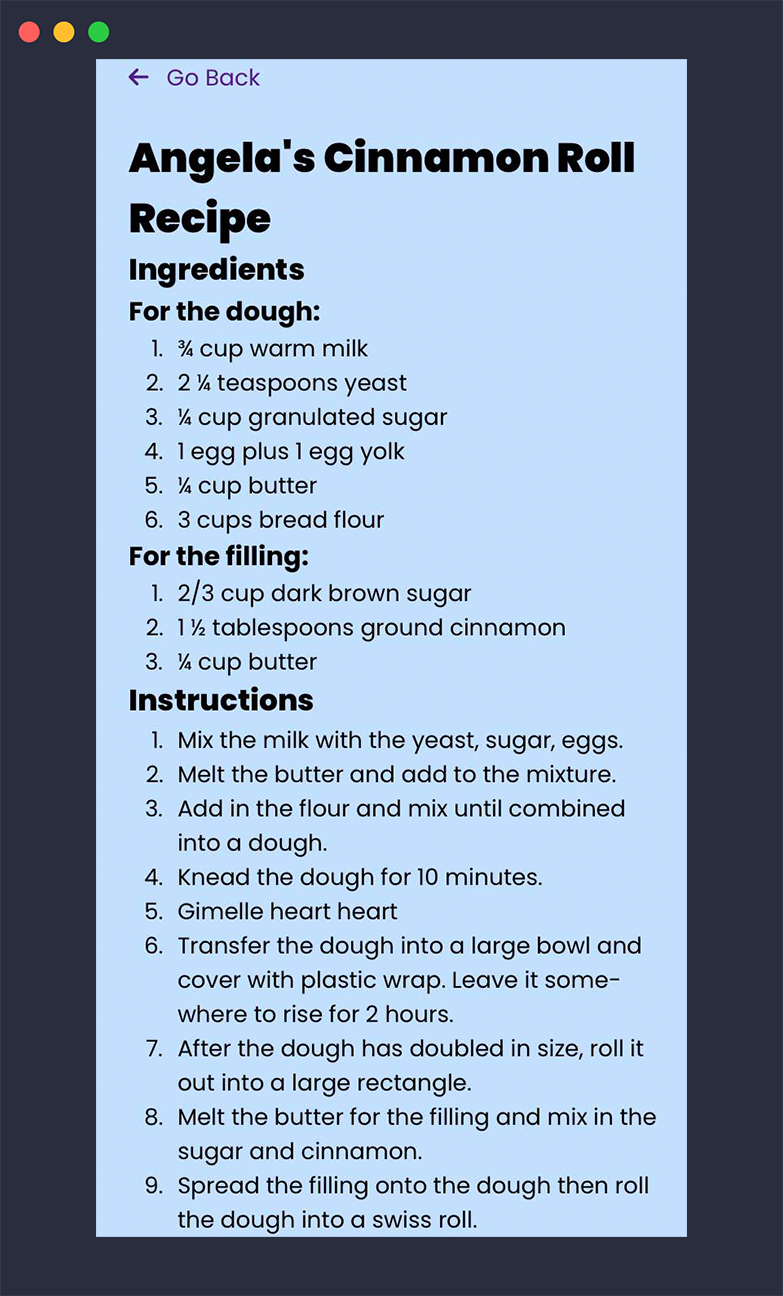 ← Go Back
Angela's Cinnamon Roll
Recipe
Ingredients
For the dough:
1. ¾ cup warm milk
2. 2 ¼ teaspoons yeast
3. ¼ cup granulated sugar
4. 1 egg plus 1 egg yolk
5. ¼ cup butter
6. 3 cups bread flour
For the filling:
1. 2/3 cup dark brown sugar
2. 1 ½ tablespoons ground cinnamon
3. ¼ cup butter
Instructions
1. Mix the milk with the yeast, sugar, eggs.
2. Melt the butter and add to the mixture.
3. Add in the flour and mix until combined
into a dough.
4. Knead the dough for 10 minutes.
5. Gimelle heart heart
6. Transfer the dough into a large bowl and
cover with plastic wrap. Leave it some-
where to rise for 2 hours.
7. After the dough has doubled in size, roll it
out into a large rectangle.
8. Melt the butter for the filling and mix in the
sugar and cinnamon.
9. Spread the filling onto the dough then roll
the dough into a swiss roll.